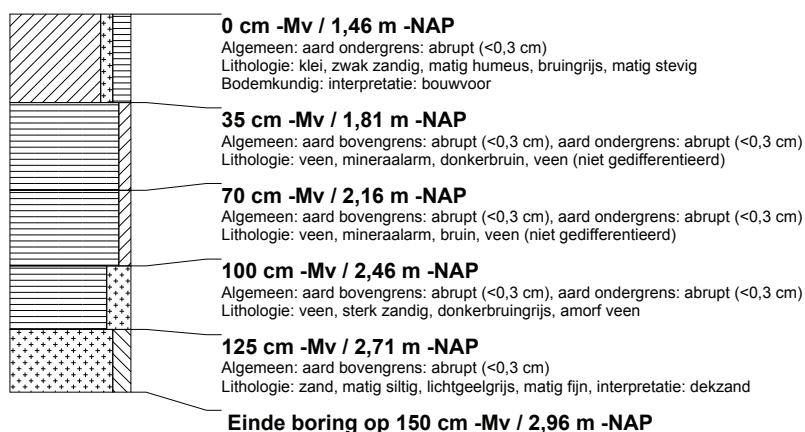 0 cm -Mv / 1,46 m -NAP
Algemeen: aard ondergrens: abrupt (<0,3 cm)
Lithologie: klei, zwak zandig, matig humeus, bruingrijs, matig stevig
Bodemkundig: interpretatie: bouwvoor
35 cm -Mv / 1,81 m -NAP
Algemeen: aard bovengrens: abrupt (<0,3 cm), aard ondergrens: abrupt (<0,3 cm)
Lithologie: veen, mineraalarm, donkerbruin, veen (niet gedifferentieerd)
70 cm -Mv / 2,16 m -NAP
Algemeen: aard bovengrens: abrupt (<0,3 cm), aard ondergrens: abrupt (<0,3 cm)
Lithologie: veen, mineraalarm, bruin, veen (niet gedifferentieerd)
100 cm -Mv / 2,46 m -NAP
Algemeen: aard bovengrens: abrupt (<0,3 cm), aard ondergrens: abrupt (<0,3 cm)
Lithologie: veen, sterk zandig, donkerbruingrijs, amorf veen
125 cm -Mv / 2,71 m -NAP
Algemeen: aard bovengrens: abrupt (<0,3 cm)
Lithologie: zand, matig siltig, lichtgeelgrijs, matig fijn, interpretatie: dekzand
Einde boring op 150 cm -Mv / 2,96 m -NAP